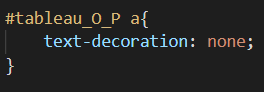 #tableau_O_P a{
    text-decoration: none;
}